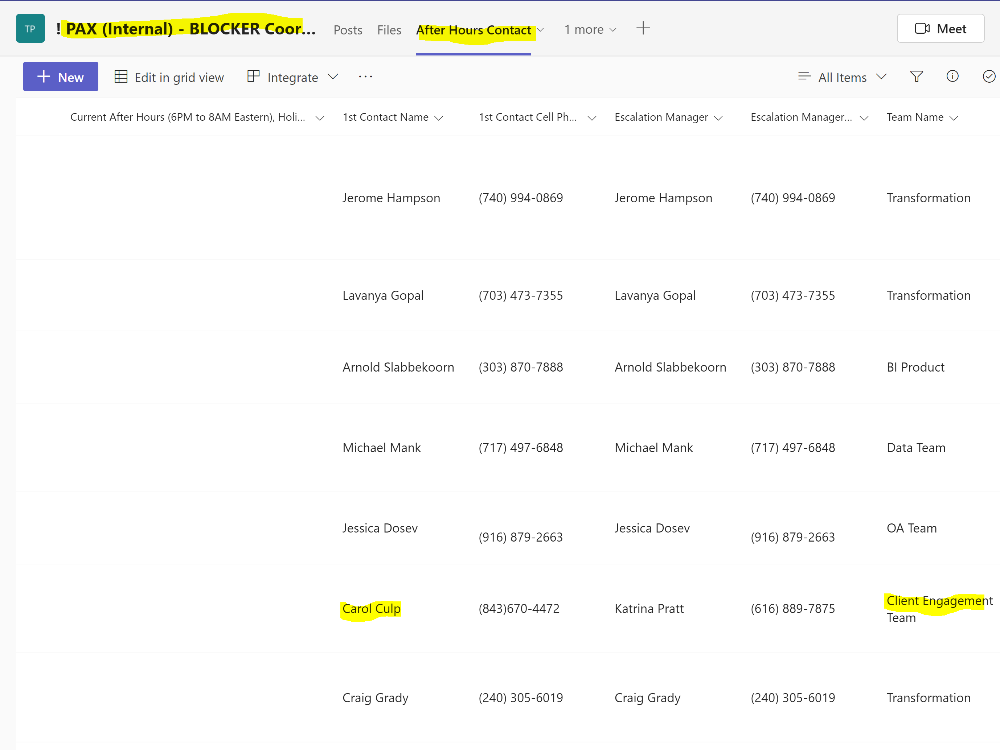 TP
! PAX (Internal) - BLOCKER Coor...
Posts
Files
After Hours Contact
1 more
Meet
New
Edit in grid view
Integrate
...
All Items
Current After Hours (6PM to 8AM Eastern), Holi... 1st Contact Name 1st Contact Cell Ph... Escalation Manager Escalation Manager... Team Name
Jerome Hampson (740) 994-0869 Jerome Hampson (740) 994-0869 Transformation
Lavanya Gopal (703) 473-7355 Lavanya Gopal (703) 473-7355 Transformation
Arnold Slabbekoorn (303) 870-7888 Arnold Slabbekoorn (303) 870-7888 BI Product
Michael Mank (717) 497-6848 Michael Mank (717) 497-6848 Data Team
Jessica Dosev (916) 879-2663 Jessica Dosev (916) 879-2663 OA Team
Carol Culp (843)670-4472 Katrina Pratt (616) 889-7875 Client Engagement
Team
Craig Grady (240) 305-6019 Craig Grady (240) 305-6019 Transformation